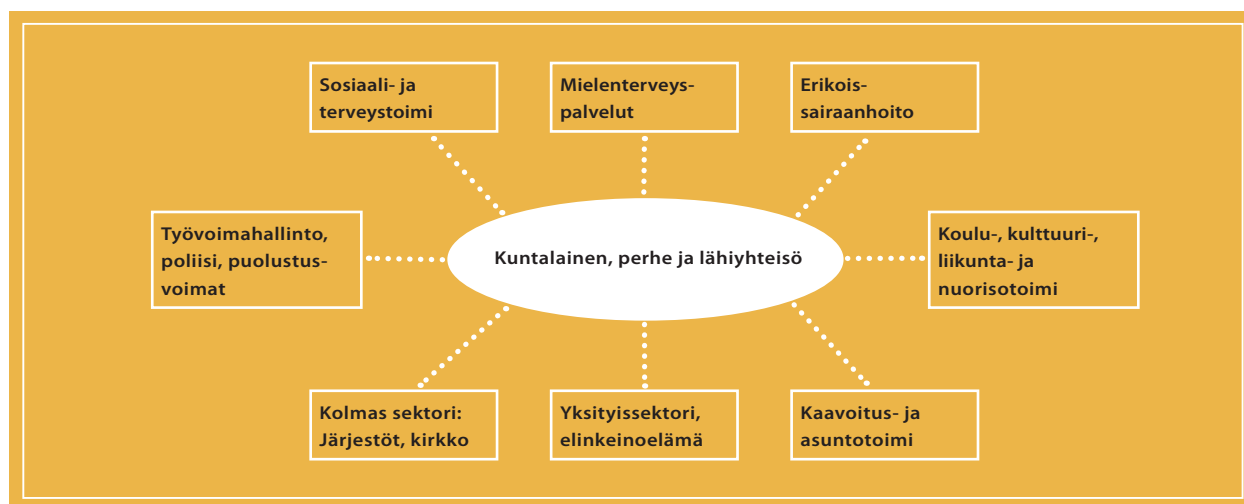 Sosiaali- ja
terveystoimi
Mielenterveys-
palvelut
Erikois-
sairaanhoito
Työvoimahallinto,
poliisi, puolustus-
voimat
Kuntalainen, perhe ja lähiyhteisö
Koulu-, kulttuuri-,
liikunta- ja
nuorisotoimi
Kolmas sektori:
Järjestöt, kirkko
Yksityissektori,
elinkeinoelämä
Kaavoitus- ja
asuntotoimi